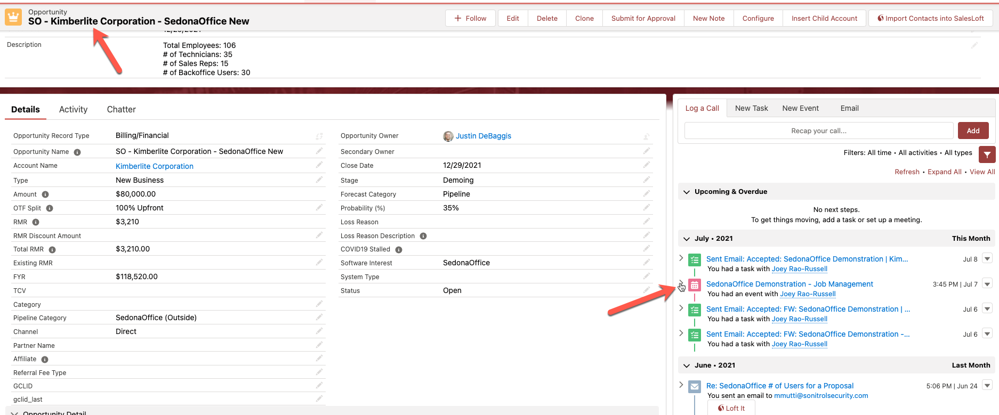 Opportunity
SO - Kimberlite Corporation - SedonaOffice New
Follow
Edit
Delete
Clone
Submit for Approval
New Note
Configure
Insert Child Account
Import Contacts into SalesLoft
12/29/2021
Description
Total Employees: 106
# of Technicians: 35
# of Sales Reps: 15
# of Backoffice Users: 30
Details
Activity
Chatter
Opportunity Record Type
Billing/Financial
Opportunity Name
SO - Kimberlite Corporation - SedonaOffice New
Account Name
Kimberlite Corporation
Type
New Business
Amount
$80,000.00
OTF Split
100% Upfront
RMR
$3,210
RMR Discount Amount
Total RMR
$3,210.00
Existing RMR
FYR
$118,520.00
TCV
Category
Pipeline Category
SedonaOffice (Outside)
Channel
Direct
Partner Name
Affiliate
Referral Fee Type
GCLID
gclid_last
Opportunity Detail
Opportunity Owner
Justin DeBaggis
Secondary Owner
Close Date
12/29/2021
Stage
Demoing
Forecast Category
Pipeline
Probability (%)
35%
Loss Reason
Loss Reason Description
COVID19 Stalled
Software Interest
SedonaOffice
System Type
Status
Open
Log a Call
New Task
New Event
Email
Recap your call...
Add
Filters: All time • All activities • All types
Refresh • Expand All • View All
Upcoming & Overdue
No next steps.
To get things moving, add a task or set up a meeting.
July • 2021
This Month
Sent Email: Accepted: SedonaOffice Demonstration | Kim...
Jul 8
You had a task with Joey Rao-Russell
SedonaOffice Demonstration - Job Management
3:45 PM | Jul 7
You had an event with Joey Rao-Russell
Sent Email: Accepted: FW: SedonaOffice Demonstration | ...
Jul 6
You had a task with Joey Rao-Russell
Sent Email: Accepted: FW: SedonaOffice Demonstration -...
Jul 6
You had a task with Joey Rao-Russell
June • 2021
Last Month
Re: SedonaOffice # of Users for a Proposal
5:06 PM | Jun 24
You sent an email to mmutti@sonitrolsecurity.com
Loft It